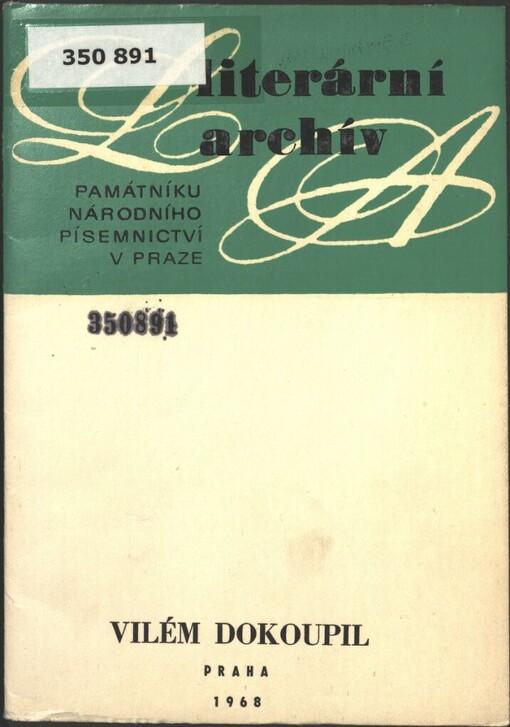 350 891
literární
archív
L A
PAMÁTNÍKU
NÁRODNÍHO
PÍSEMNICTVÍ
V PRAZE
350891
VILÉM DOKOUPIL
PRAHA
1968